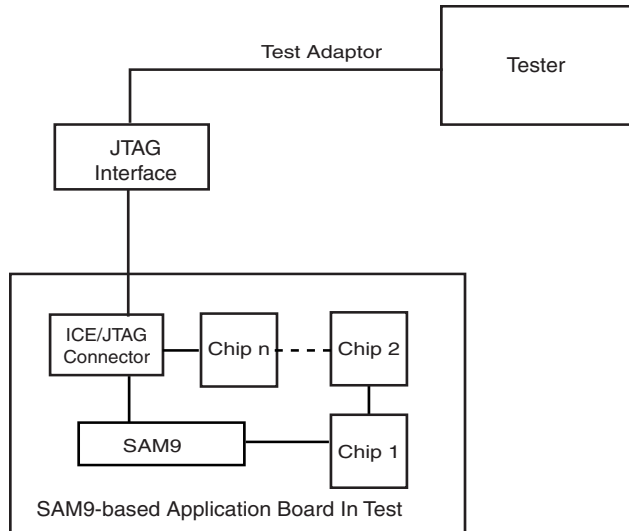 Test Adaptor
Tester
JTAG
Interface
ICE/JTAG
Connector
Chip n
Chip 2
SAM9
Chip 1
SAM9-based Application Board In Test